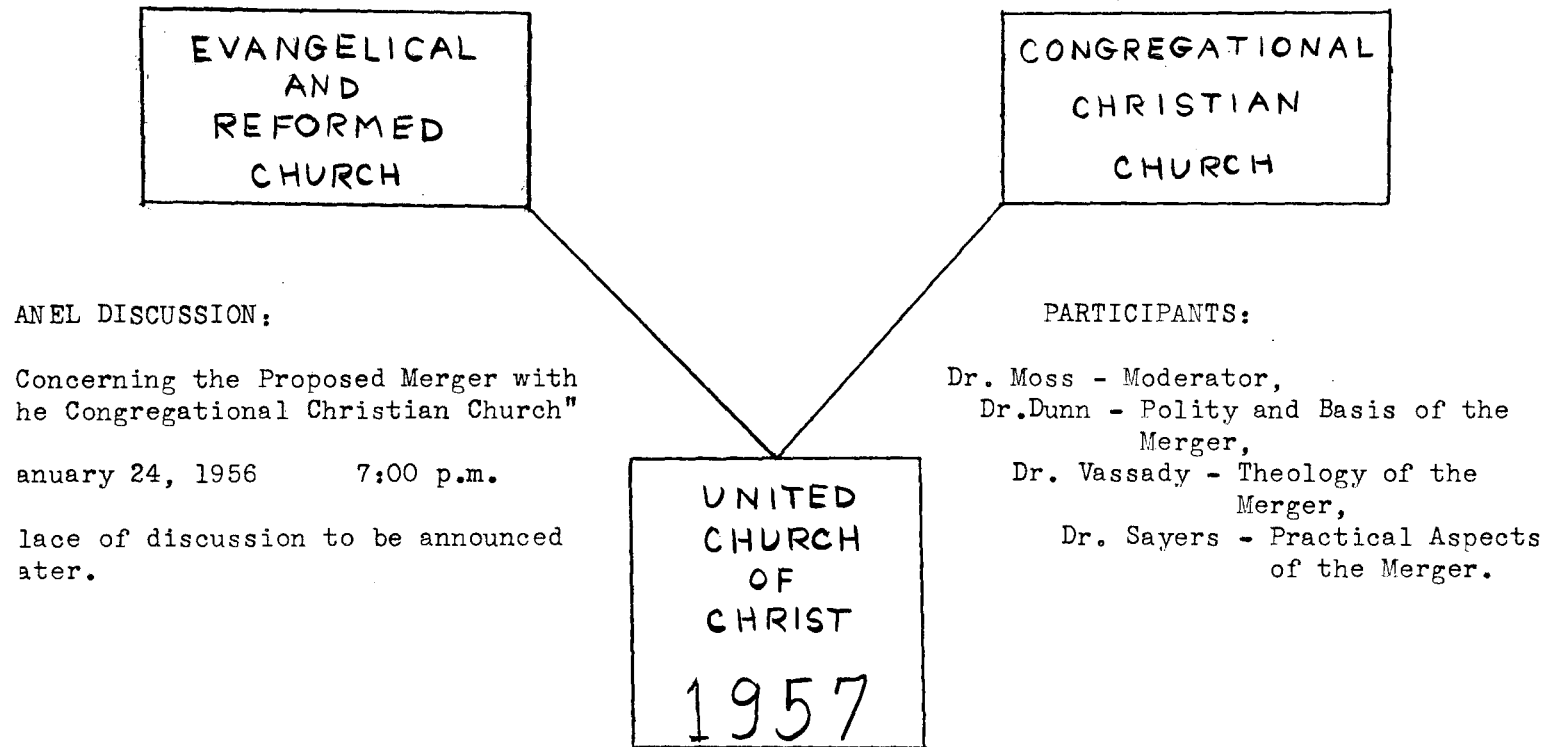 EVANGELICAL
AND
REFORMED
CHURCH
CONGREGATIONAL
CHRISTIAN
CHURCH
ANEL DISCUSSION:
Concerning the Proposed Merger with
he Congregational Christian Church"
anuary 24, 1956 7:00 p.m.
lace of discussion to be announced
ater.
PARTICIPANTS:
Dr. Moss - Moderator,
Dr.Dunn - Polity and Basis of the
Merger,
Dr. Vassady - Theology of the
Merger,
Dr. Sayers - Practical Aspects
of the Merger.
UNITED
CHURCH
OF
CHRIST
1957